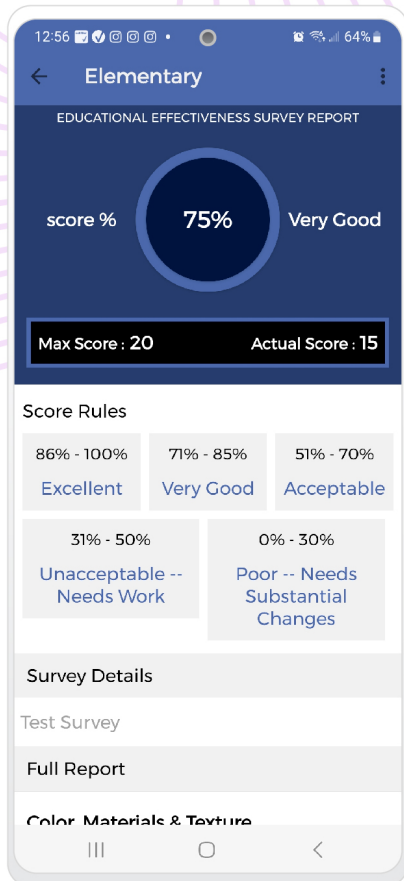 12:56 64%
Elementary
EDUCATIONAL EFFECTIVENESS SURVEY REPORT
score % 75% Very Good
Max Score : 20 Actual Score : 15
Score Rules
86% - 100% 71% - 85% 51% - 70%
Excellent Very Good Acceptable
31% - 50% 0% - 30%
Unacceptable -- Poor -- Needs
Needs Work Substantial
Changes
Survey Details
Test Survey
Full Report
Color, Materials & Texture